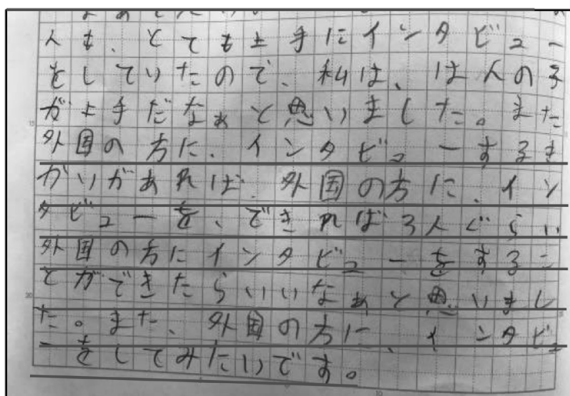 人も、とても上手にインタビュー
をしていたので、私は、は人の子
が上手だなぁと思いました。また
外国の方に、インタビューするき
かいがあれば、外国の方に、イン
タビューを、できれば3人ぐらい
外国の方にインタビューをするこ
とができたらいいなぁと思いまし
た。また、外国の方に、インタビュ
ーをしてみたいです。